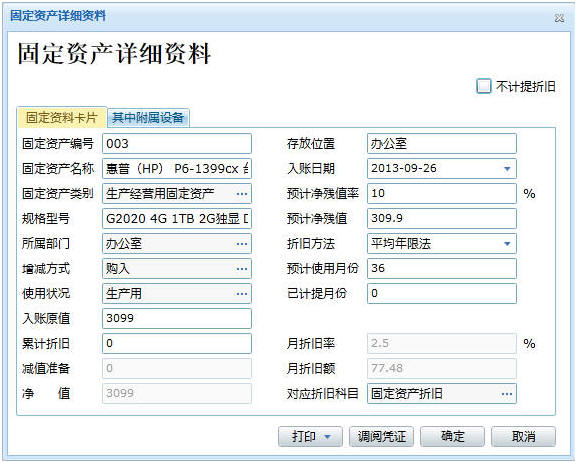 固定资产详细资料
固定资产详细资料
不计提折旧
固定资料卡片 其中附属设备
固定资产编号 003 存放位置 办公室
固定资产名称 惠普（HP） P6-1399cx 入账日期 2013-09-26
固定资产类别 生产经营用固定资产 ... 预计净残值率 10 %
规格型号 G2020 4G 1TB 2G独显 预计净残值 309.9
所属部门 办公室 ... 折旧方法 平均年限法
增减方式 购入 ... 预计使用月份 36
使用状况 生产用 ... 已计提月份 0
入账原值 3099
累计折旧 0 月折旧率 2.5 %
减值准备 0 月折旧额 77.48
净 值 3099 对应折旧科目 固定资产折旧 ...
打印 调阅凭证 确定 取消